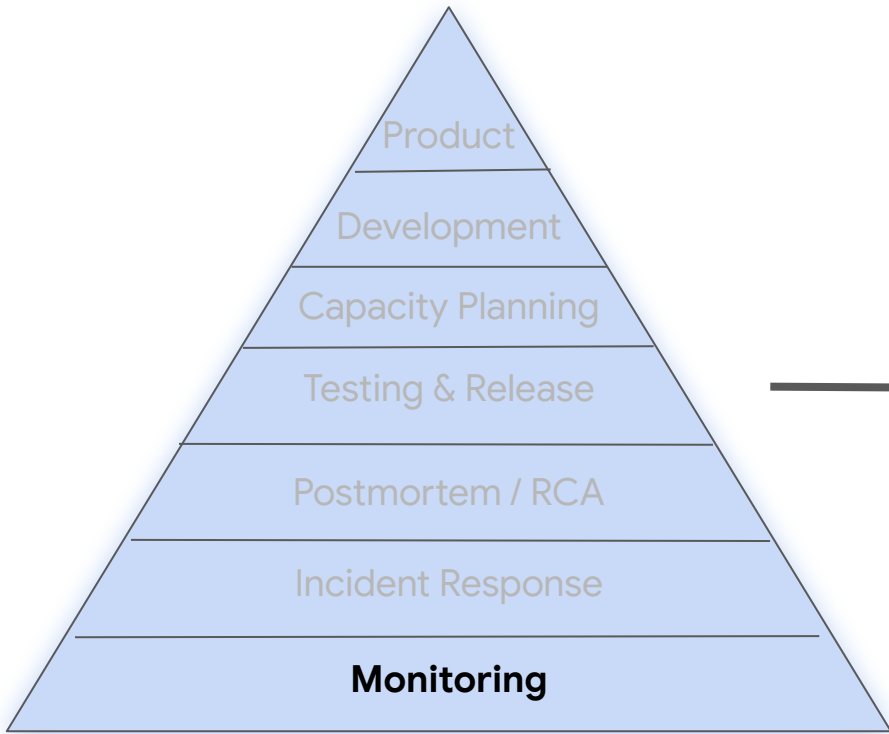 Product
Development
Capacity Planning
Testing & Release
Postmortem / RCA
Incident Response
Monitoring